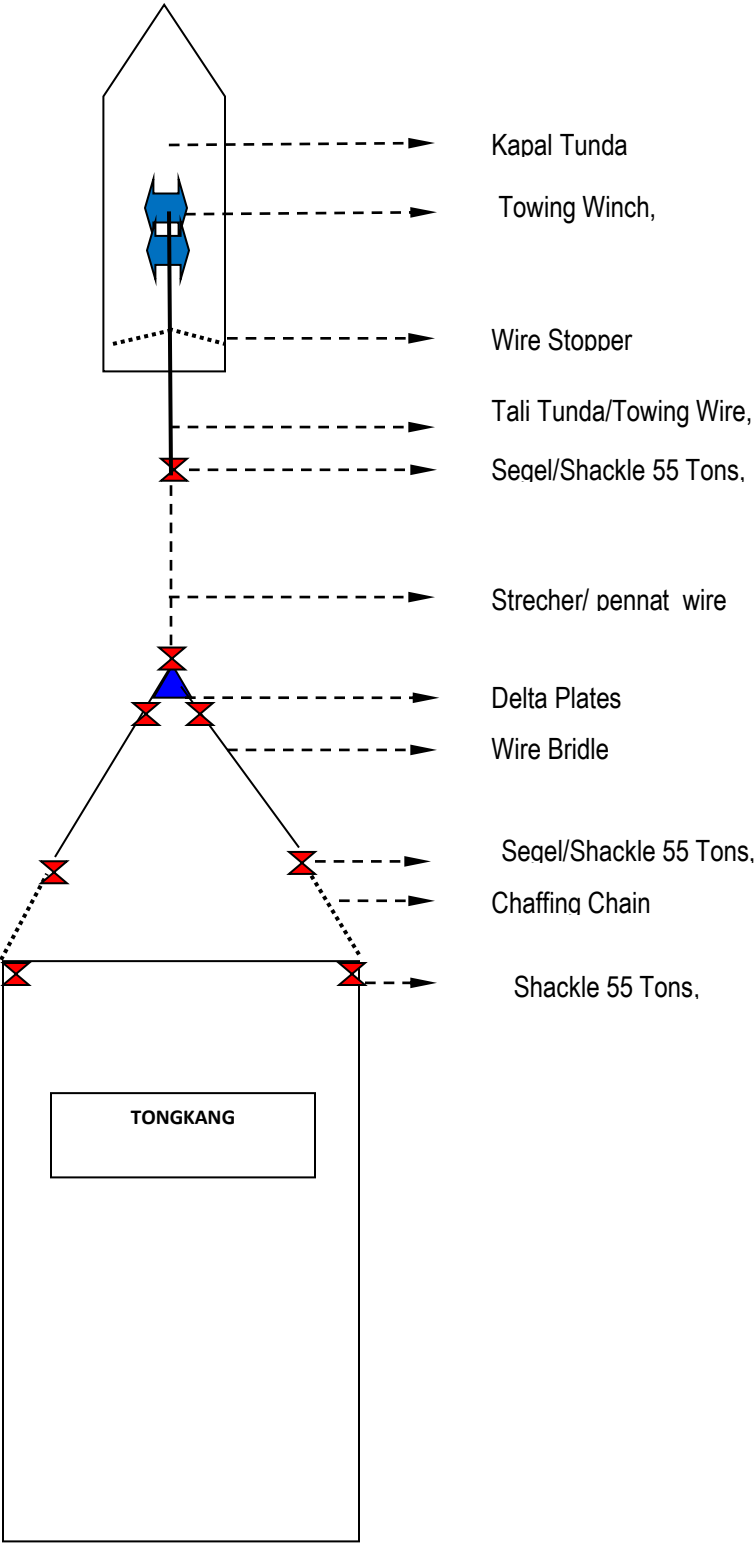 Kapal Tunda
Towing Winch,
Wire Stopper
Tali Tunda/Towing Wire,
Segel/Shackle 55 Tons,
Strecher/ pennat wire
Delta Plates
Wire Bridle
Segel/Shackle 55 Tons,
Chaffing Chain
Shackle 55 Tons,
TONGKANG